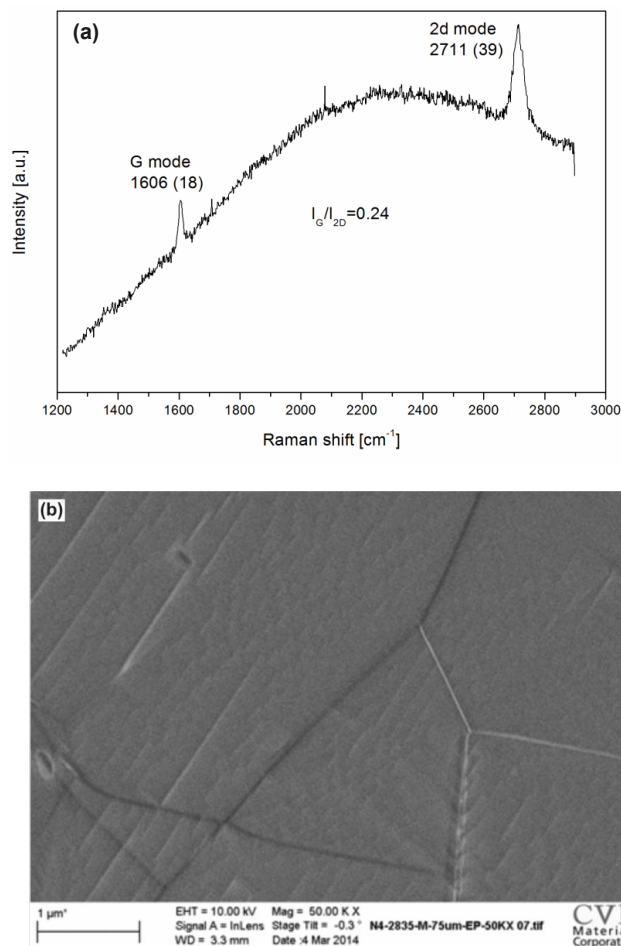 (a)
2d mode
2711 (39)
G mode
1606 (18)
I_G/I_2D=0.24
Intensity [a.u.]
1200 1400 1600 1800 2000 2200 2400 2600 2800 3000
Raman shift [cm⁻¹]
(b)
1 µm*
EHT = 10.00 kV Mag = 50.00 K X
Signal A = InLens Stage Tilt = -0.3 ° N4-2835-M-75um-EP-50KX 07.tif
WD = 3.3 mm Date :4 Mar 2014
CV
Materia
Corporat